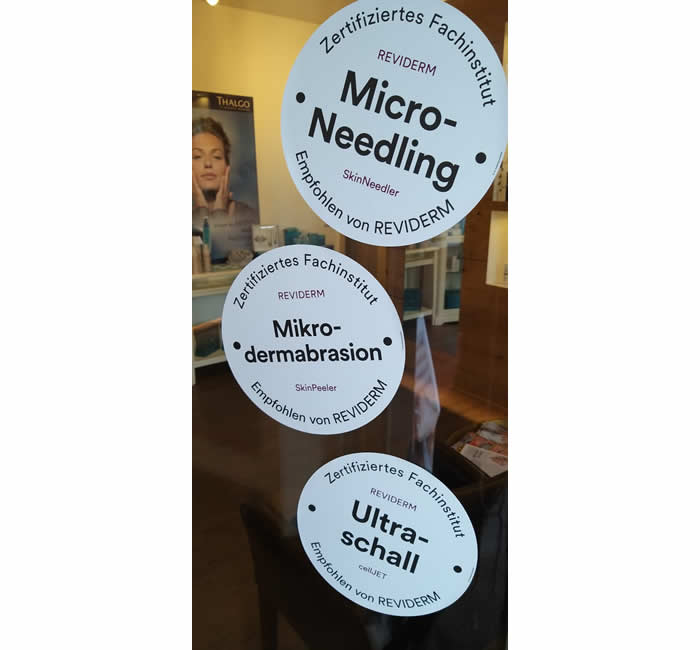 Zertifiziertes Fachinstitut
REVIDERM
Micro-
Needling
SkinNeedler
Empfohlen von REVIDERM
THALGO
Zertifiziertes Fachinstitut
REVIDERM
Mikro-
dermabrasion
SkinPeeler
Empfohlen von REVIDERM
Zertifiziertes Fachinstitut
REVIDERM
Ultra-
schall
cellJET
Empfohlen von REVIDERM